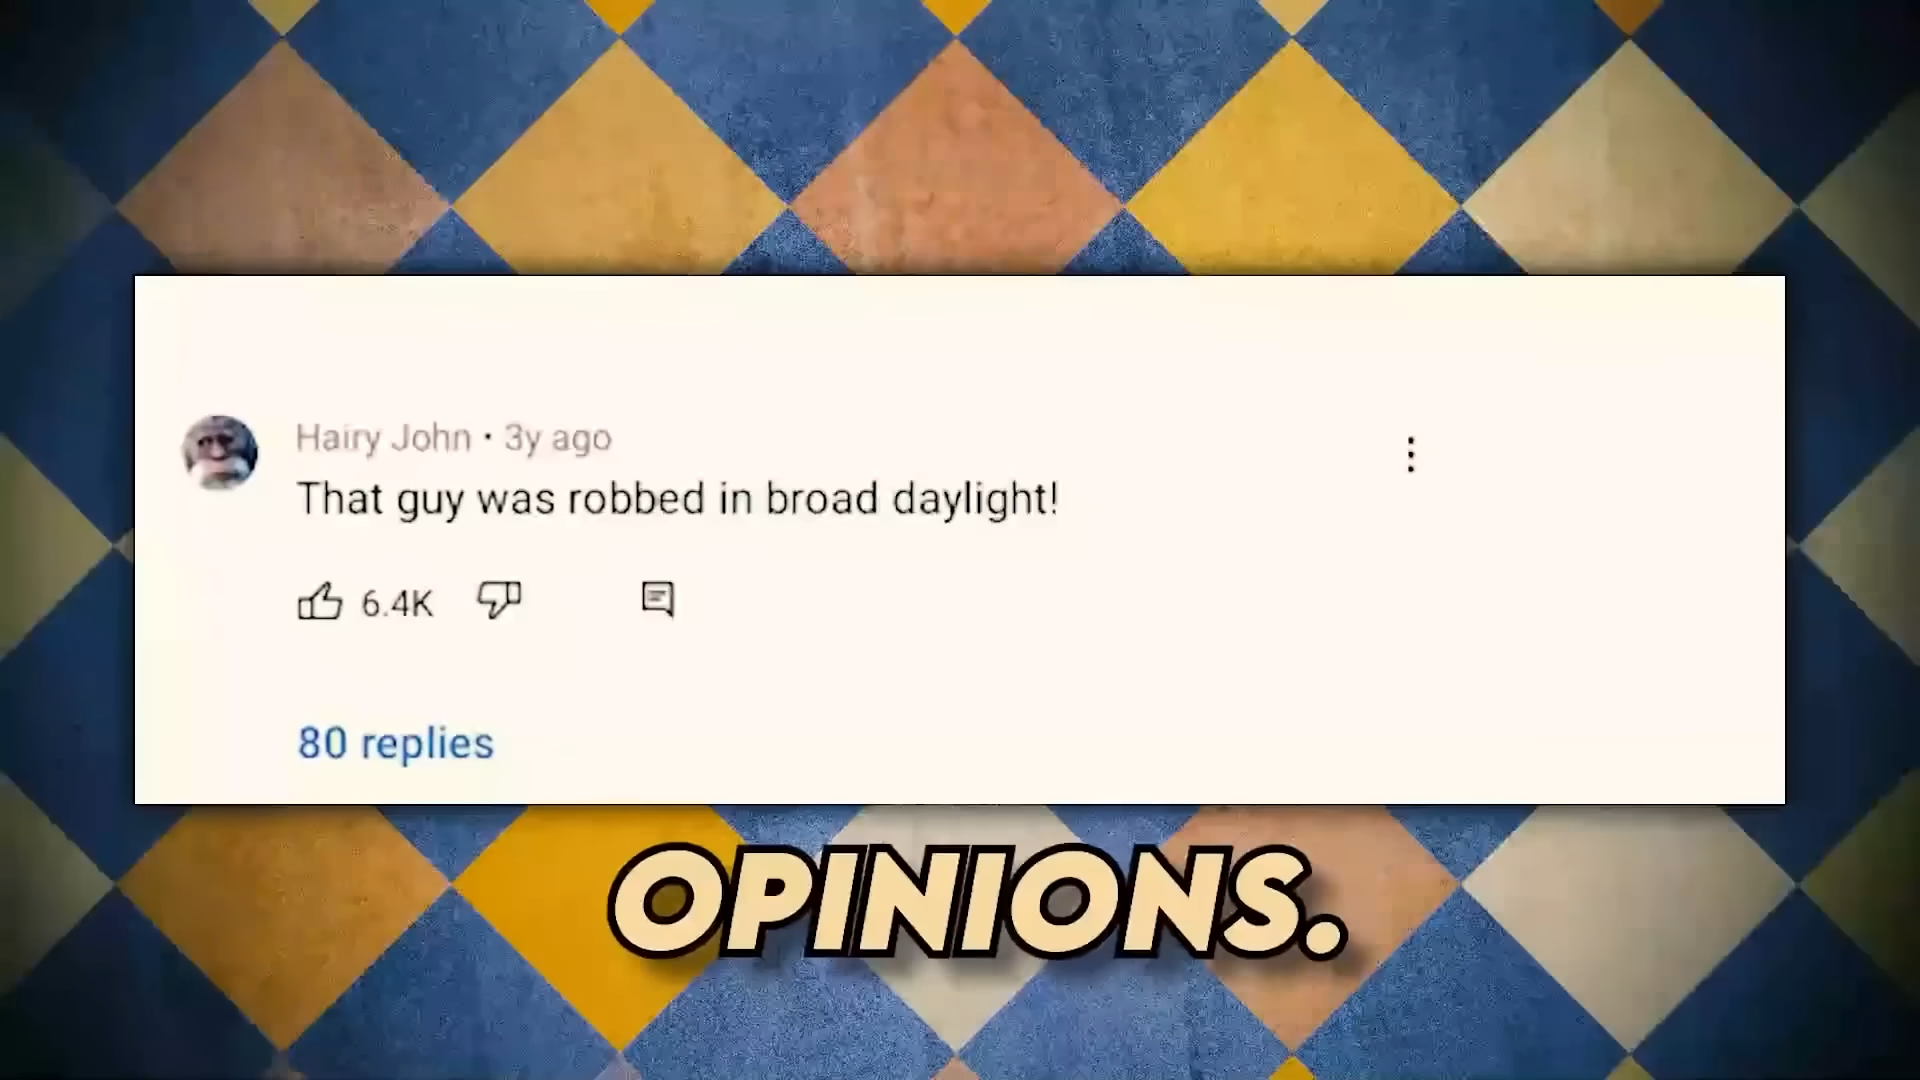 Hairy John • 3y ago
That guy was robbed in broad daylight!
6.4K
80 replies
OPINIONS.